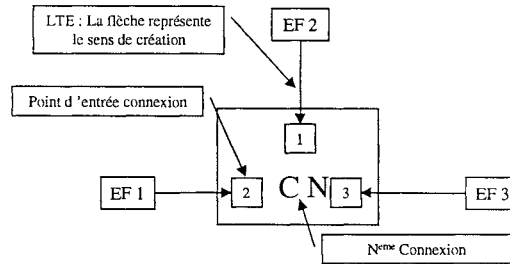 LTE : La flèche représente
le sens de création
EF 2
Point d 'entrée connexion
1
EF 1
2
C N
3
EF 3
Neme Connexion